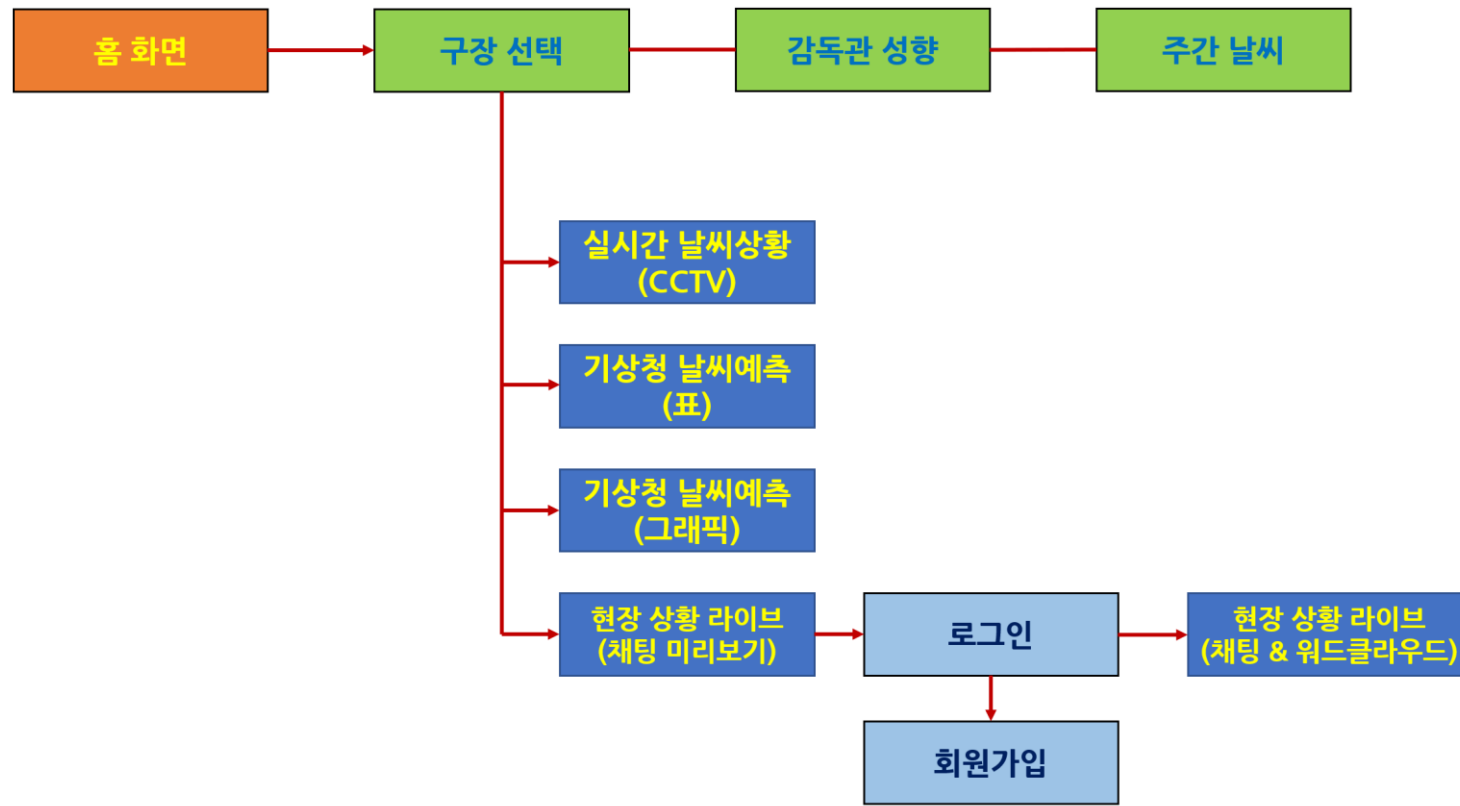 홈 화면
구장 선택
감독관 성향
주간 날씨
실시간 날씨상황
(CCTV)
기상청 날씨예측
(표)
기상청 날씨예측
(그래픽)
현장 상황 라이브
(채팅 미리보기)
로그인
현장 상황 라이브
(채팅 & 워드클라우드)
회원가입